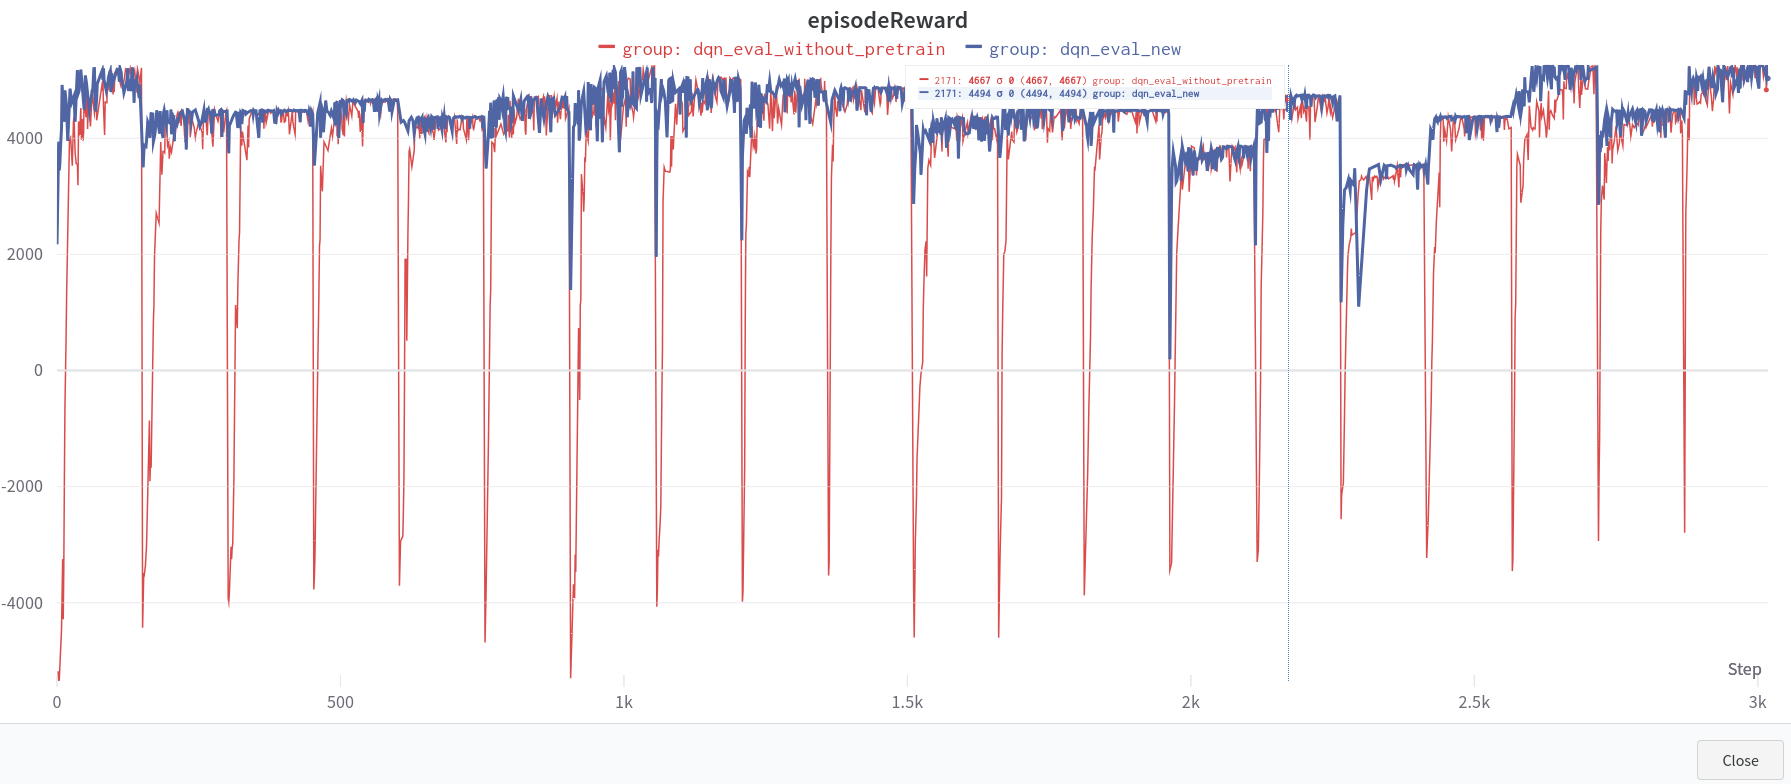 episodeReward
group: dqn_eval_without_pretrain group: dqn_eval_new
2171: 4667 σ 0 (4667, 4667) group: dqn_eval_without_pretrain
2171: 4494 σ 0 (4494, 4494) group: dqn_eval_new
4000
2000
0
-2000
-4000
Step
0 500 1k 1.5k 2k 2.5k 3k
Close